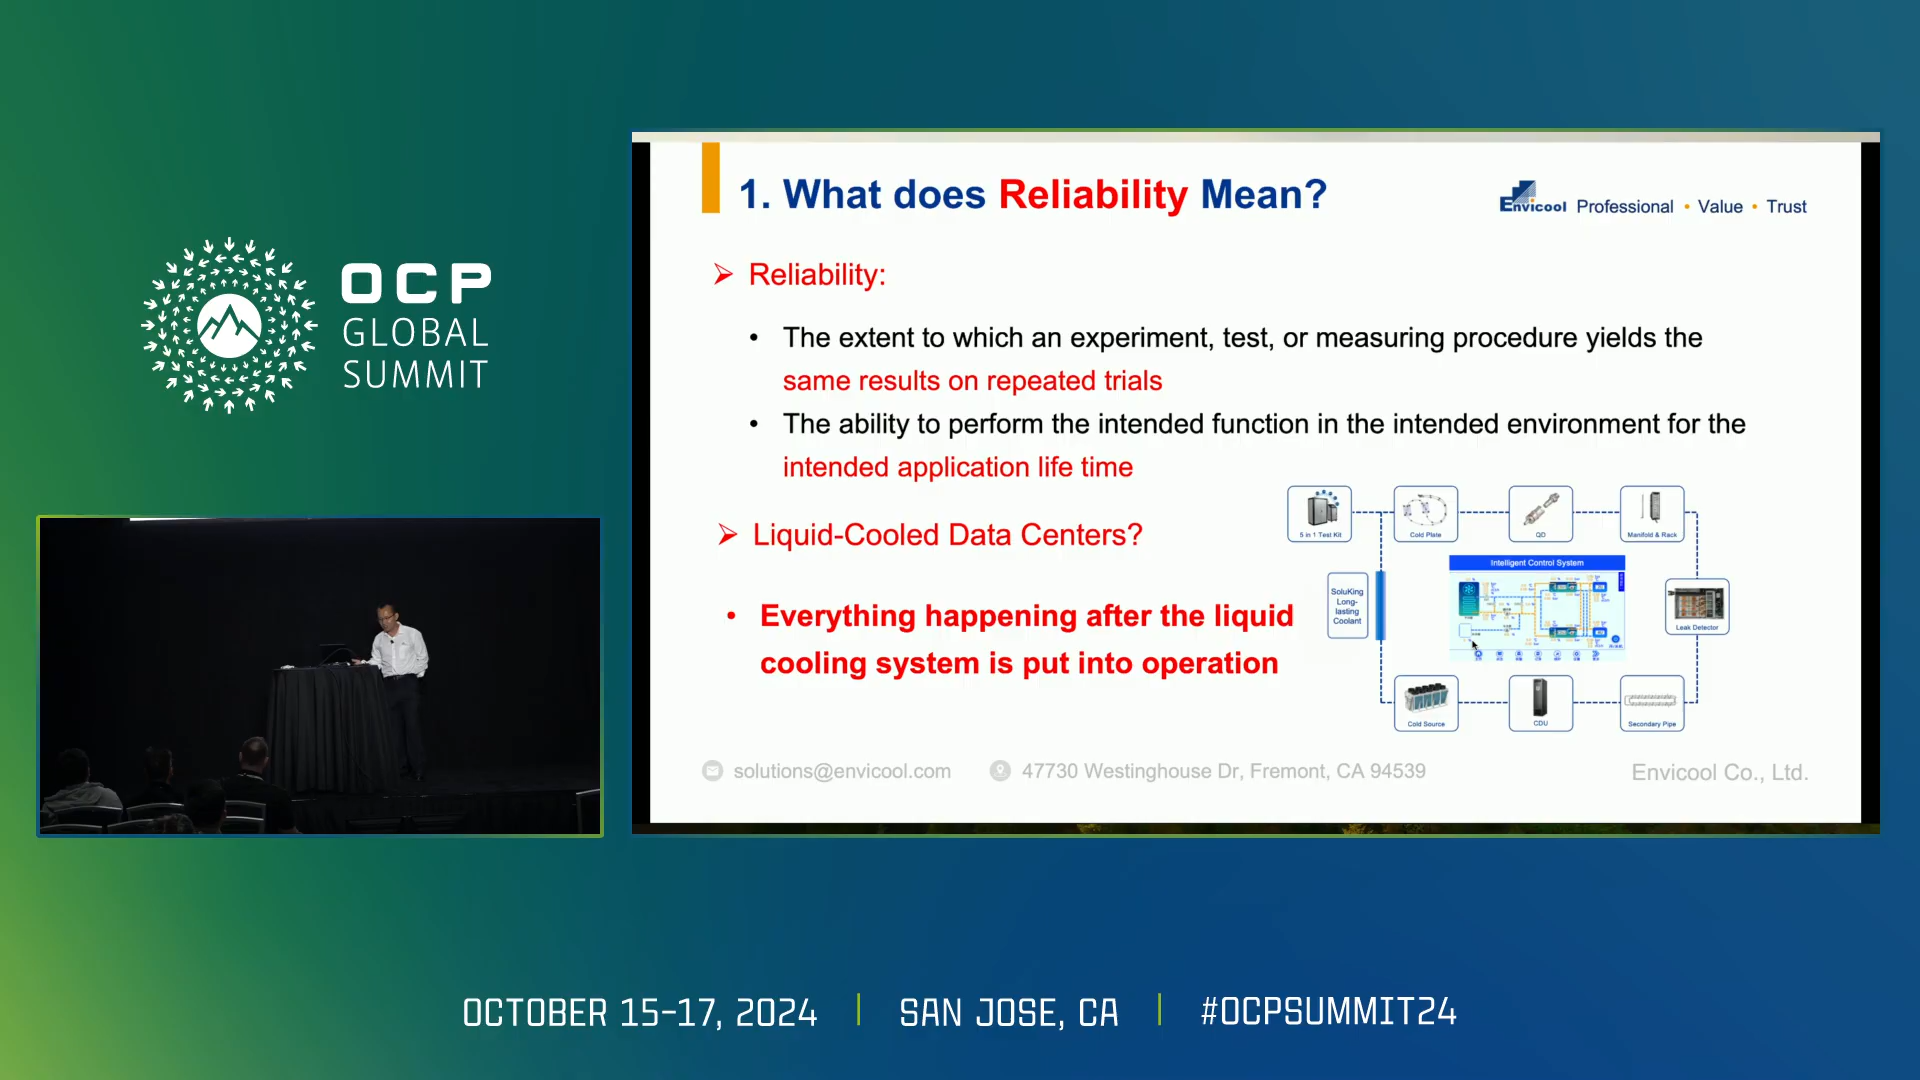 OCP
GLOBAL
SUMMIT
1. What does Reliability Mean?
Envicool Professional • Value • Trust
Reliability:
• The extent to which an experiment, test, or measuring procedure yields the
same results on repeated trials
• The ability to perform the intended function in the intended environment for the
intended application life time
Liquid-Cooled Data Centers?
• Everything happening after the liquid
cooling system is put into operation
5 in 1 Test Kit
Cold Plate
QD
Manifold & Rack
Intelligent Control System
SoluKing
Long-
lasting
Coolant
Leak Detector
Cold Source
CDU
Secondary Pipe
solutions@envicool.com
47730 Westinghouse Dr, Fremont, CA 94539
Envicool Co., Ltd.
OCTOBER 15-17, 2024 | SAN JOSE, CA | #OCPSUMMIT24